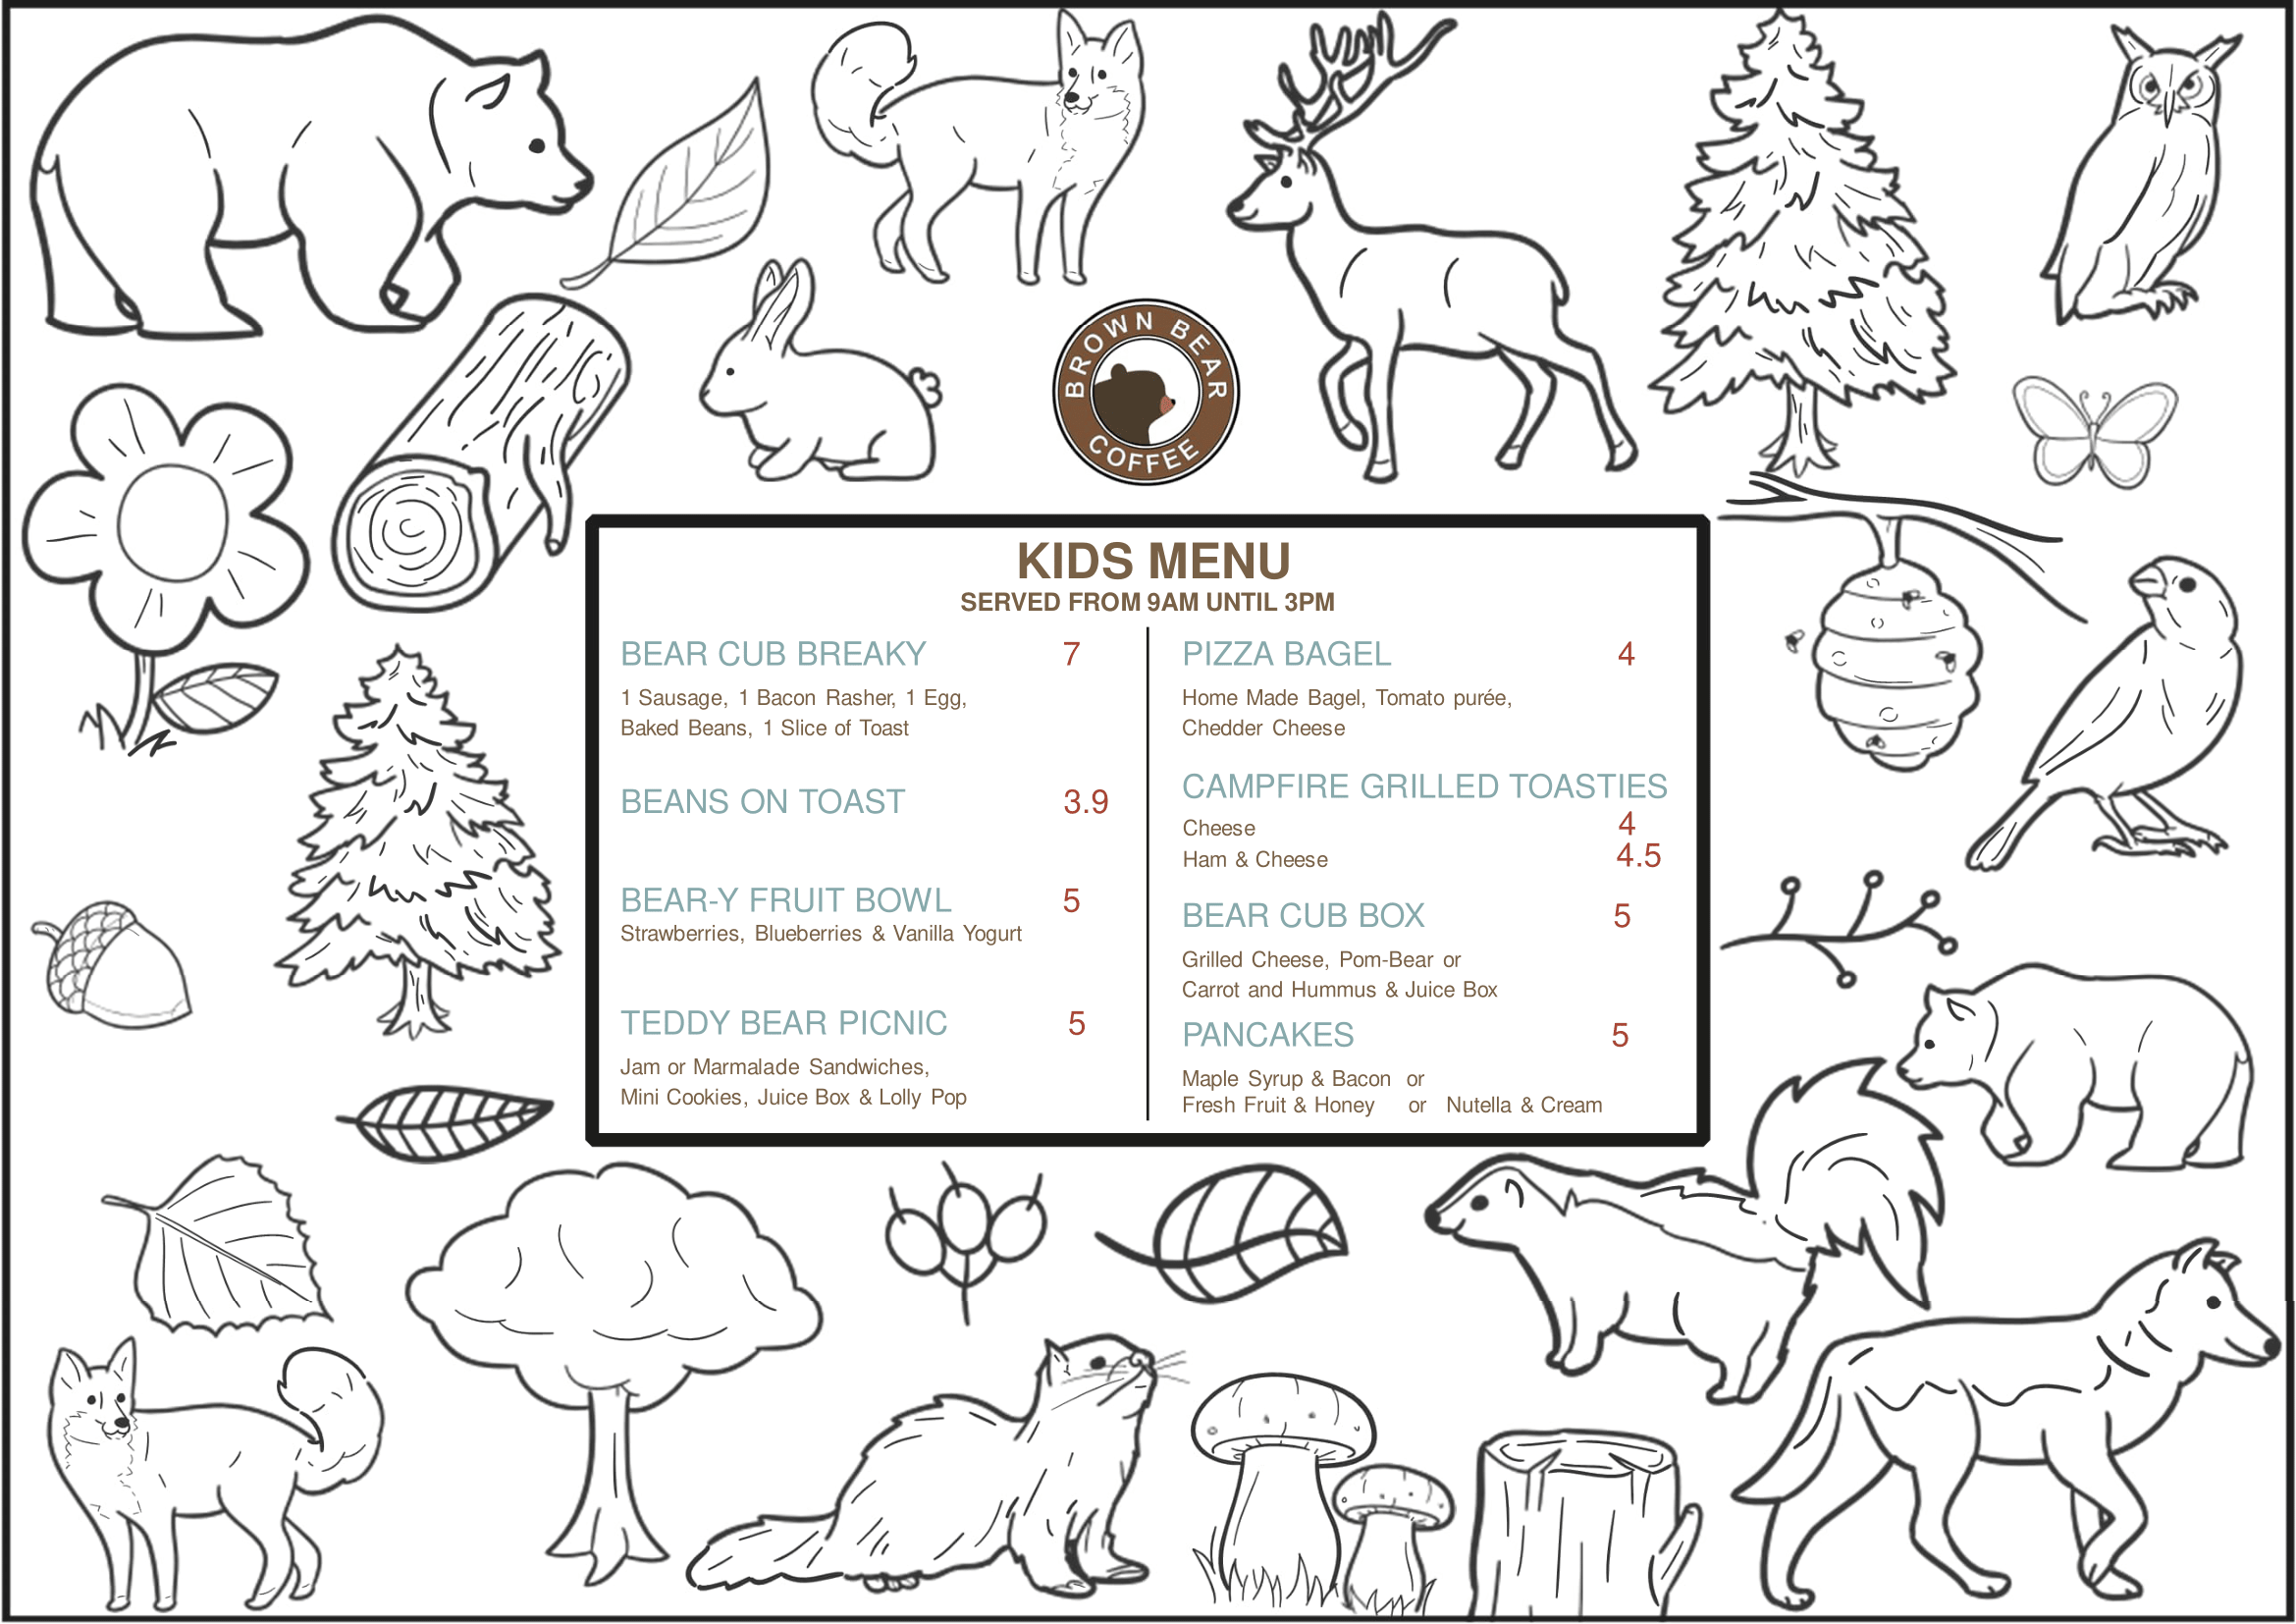 BROWN BEAR
COFFEE
KIDS MENU
SERVED FROM 9AM UNTIL 3PM
BEAR CUB BREAKY 7
1 Sausage, 1 Bacon Rasher, 1 Egg,
Baked Beans, 1 Slice of Toast
BEANS ON TOAST 3.9
BEAR-Y FRUIT BOWL 5
Strawberries, Blueberries & Vanilla Yogurt
TEDDY BEAR PICNIC 5
Jam or Marmalade Sandwiches,
Mini Cookies, Juice Box & Lolly Pop
PIZZA BAGEL 4
Home Made Bagel, Tomato purée,
Chedder Cheese
CAMPFIRE GRILLED TOASTIES
Cheese 4
Ham & Cheese 4.5
BEAR CUB BOX 5
Grilled Cheese, Pom-Bear or
Carrot and Hummus & Juice Box
PANCAKES 5
Maple Syrup & Bacon or
Fresh Fruit & Honey or Nutella & Cream